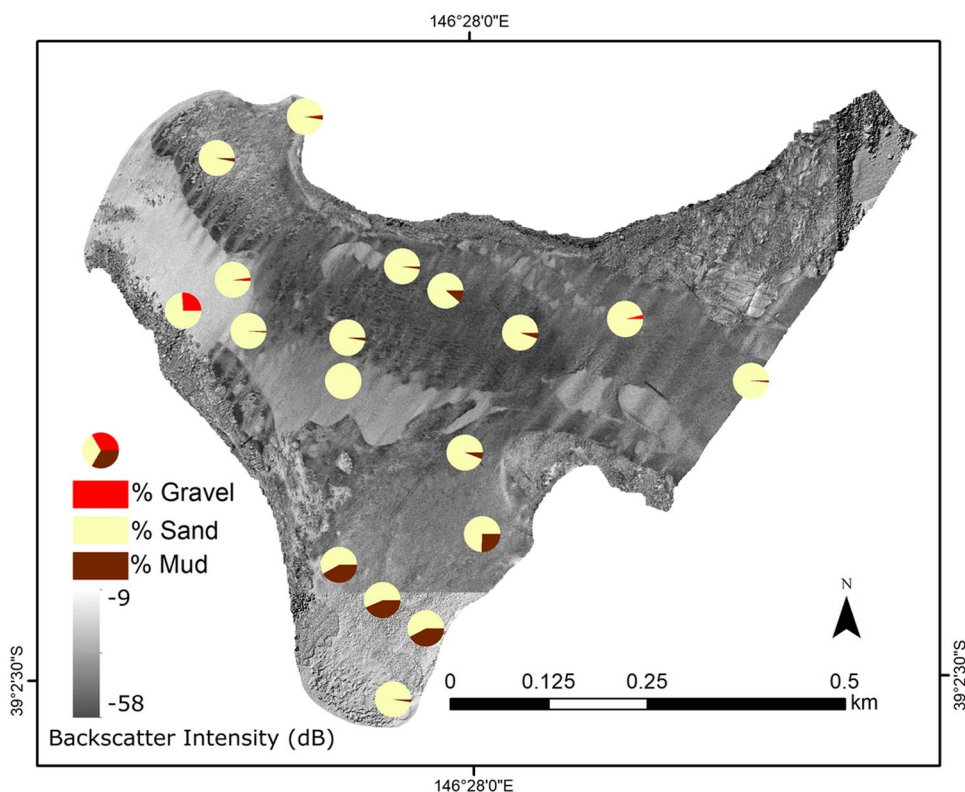 146°28'0"E
% Gravel
% Sand
% Mud
-9
-58
Backscatter Intensity (dB)
N
0 0.125 0.25 0.5
km
39°2'30"S
39°2'30"S
146°28'0"E